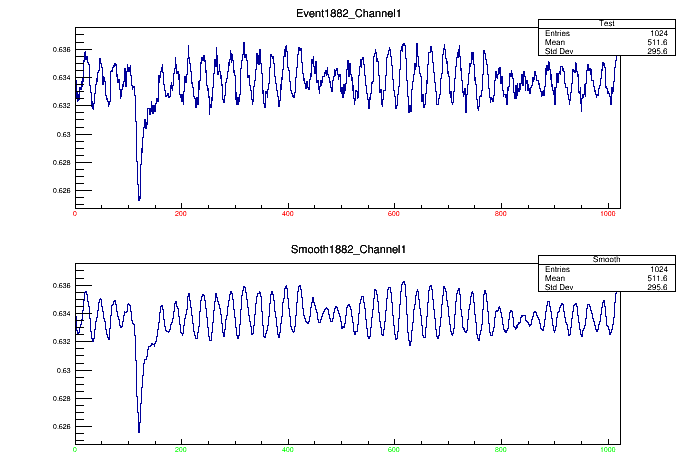 Event1882_Channel1
Test
Entries 1024
Mean 511.6
Std Dev 295.6
0.636
0.634
0.632
0.63
0.628
0.626
0 200 400 600 800 1000
Smooth1882_Channel1
Smooth
Entries 1024
Mean 511.6
Std Dev 295.6
0.636
0.634
0.632
0.63
0.628
0.626
0 200 400 600 800 1000